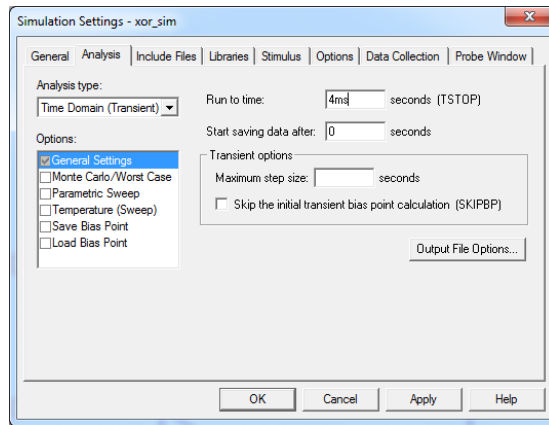 Simulation Settings - xor_sim
x
General Analysis Include Files Libraries Stimulus Options Data Collection Probe Window
Analysis type:
Time Domain (Transient)
Options:
General Settings
Monte Carlo/Worst Case
Parametric Sweep
Temperature (Sweep)
Save Bias Point
Load Bias Point
Run to time: 4ms seconds (TSTOP)
Start saving data after: 0 seconds
Transient options
Maximum step size: seconds
Skip the initial transient bias point calculation (SKIPBP)
Output File Options...
OK Cancel Apply Help